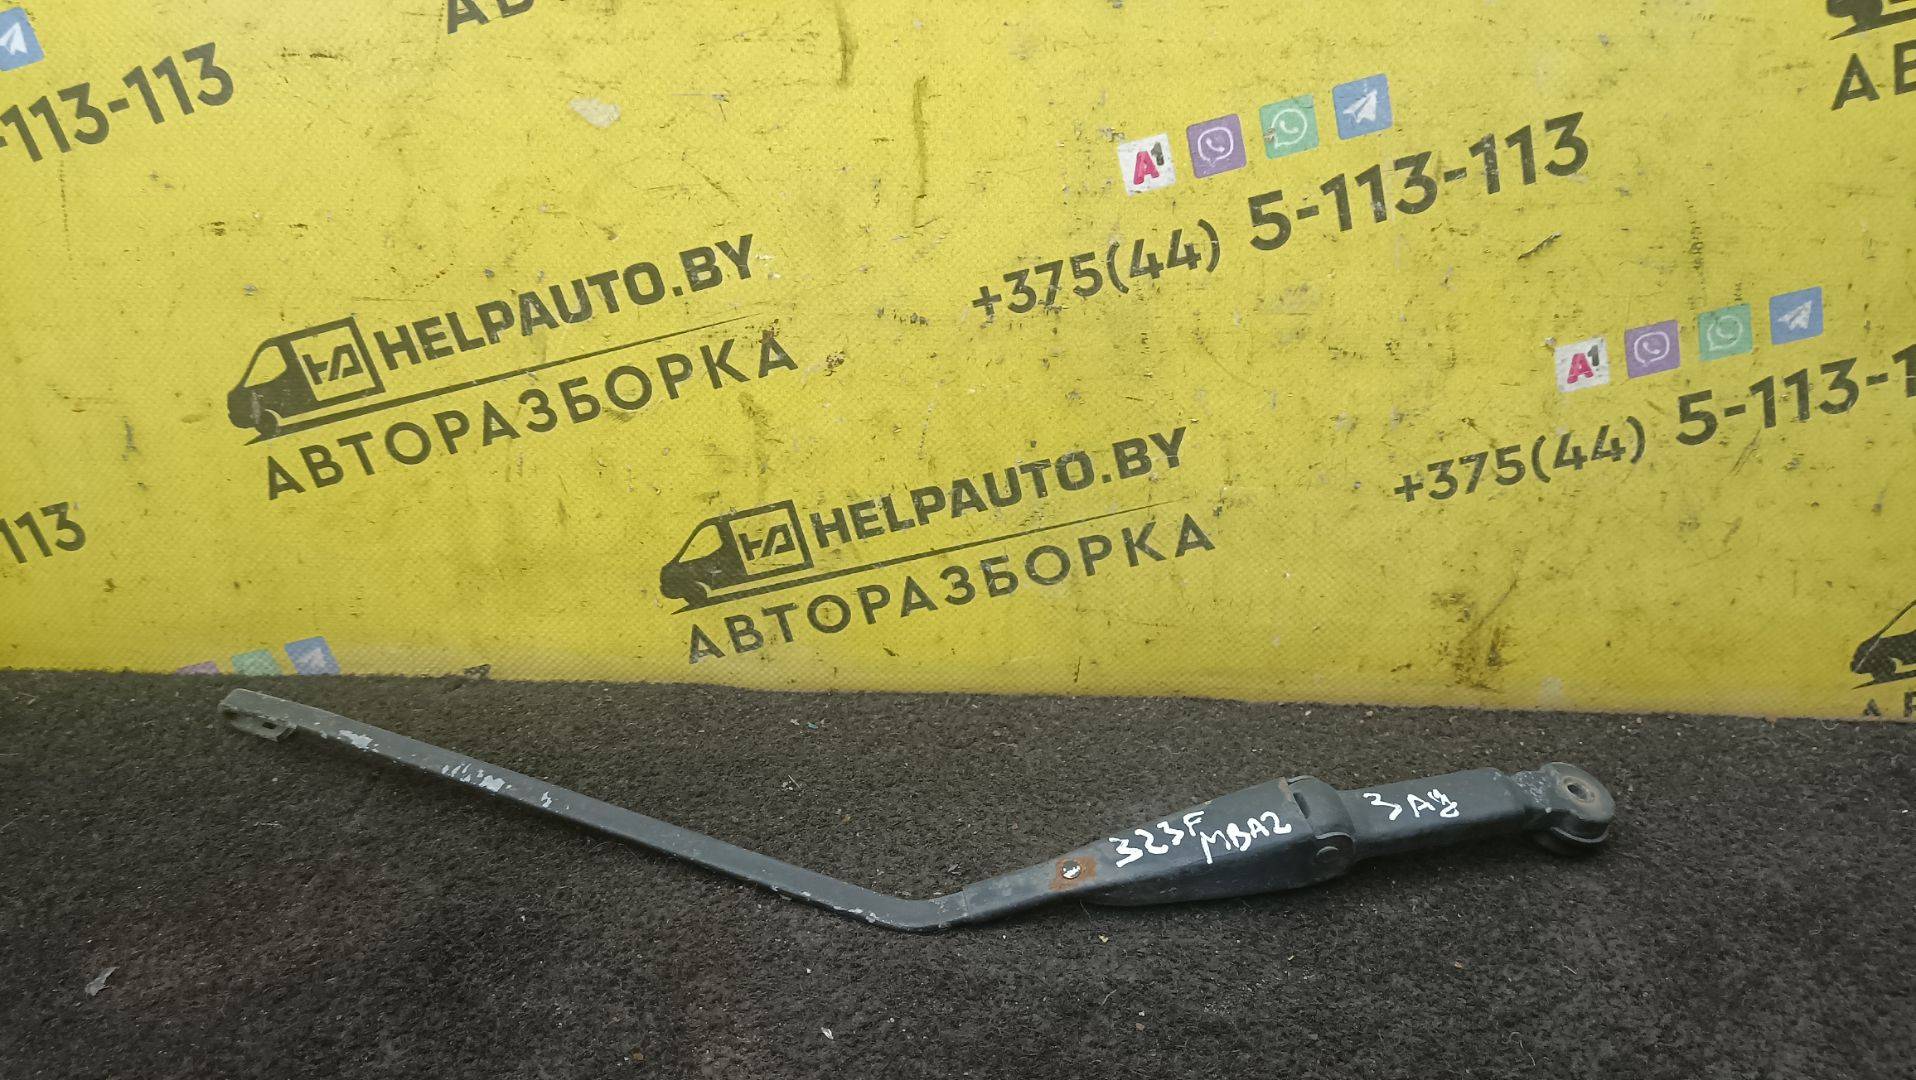 АВ
-113-113
АВ
A1
+375(44) 5-113-113
HELPAUTO.BY
АВТОРАЗБОРКА
A1
+375(44) 5-113-1
HELPAUTO.BY
АВТОРАЗБОРКА
113
323F
MBA2
ЗАД